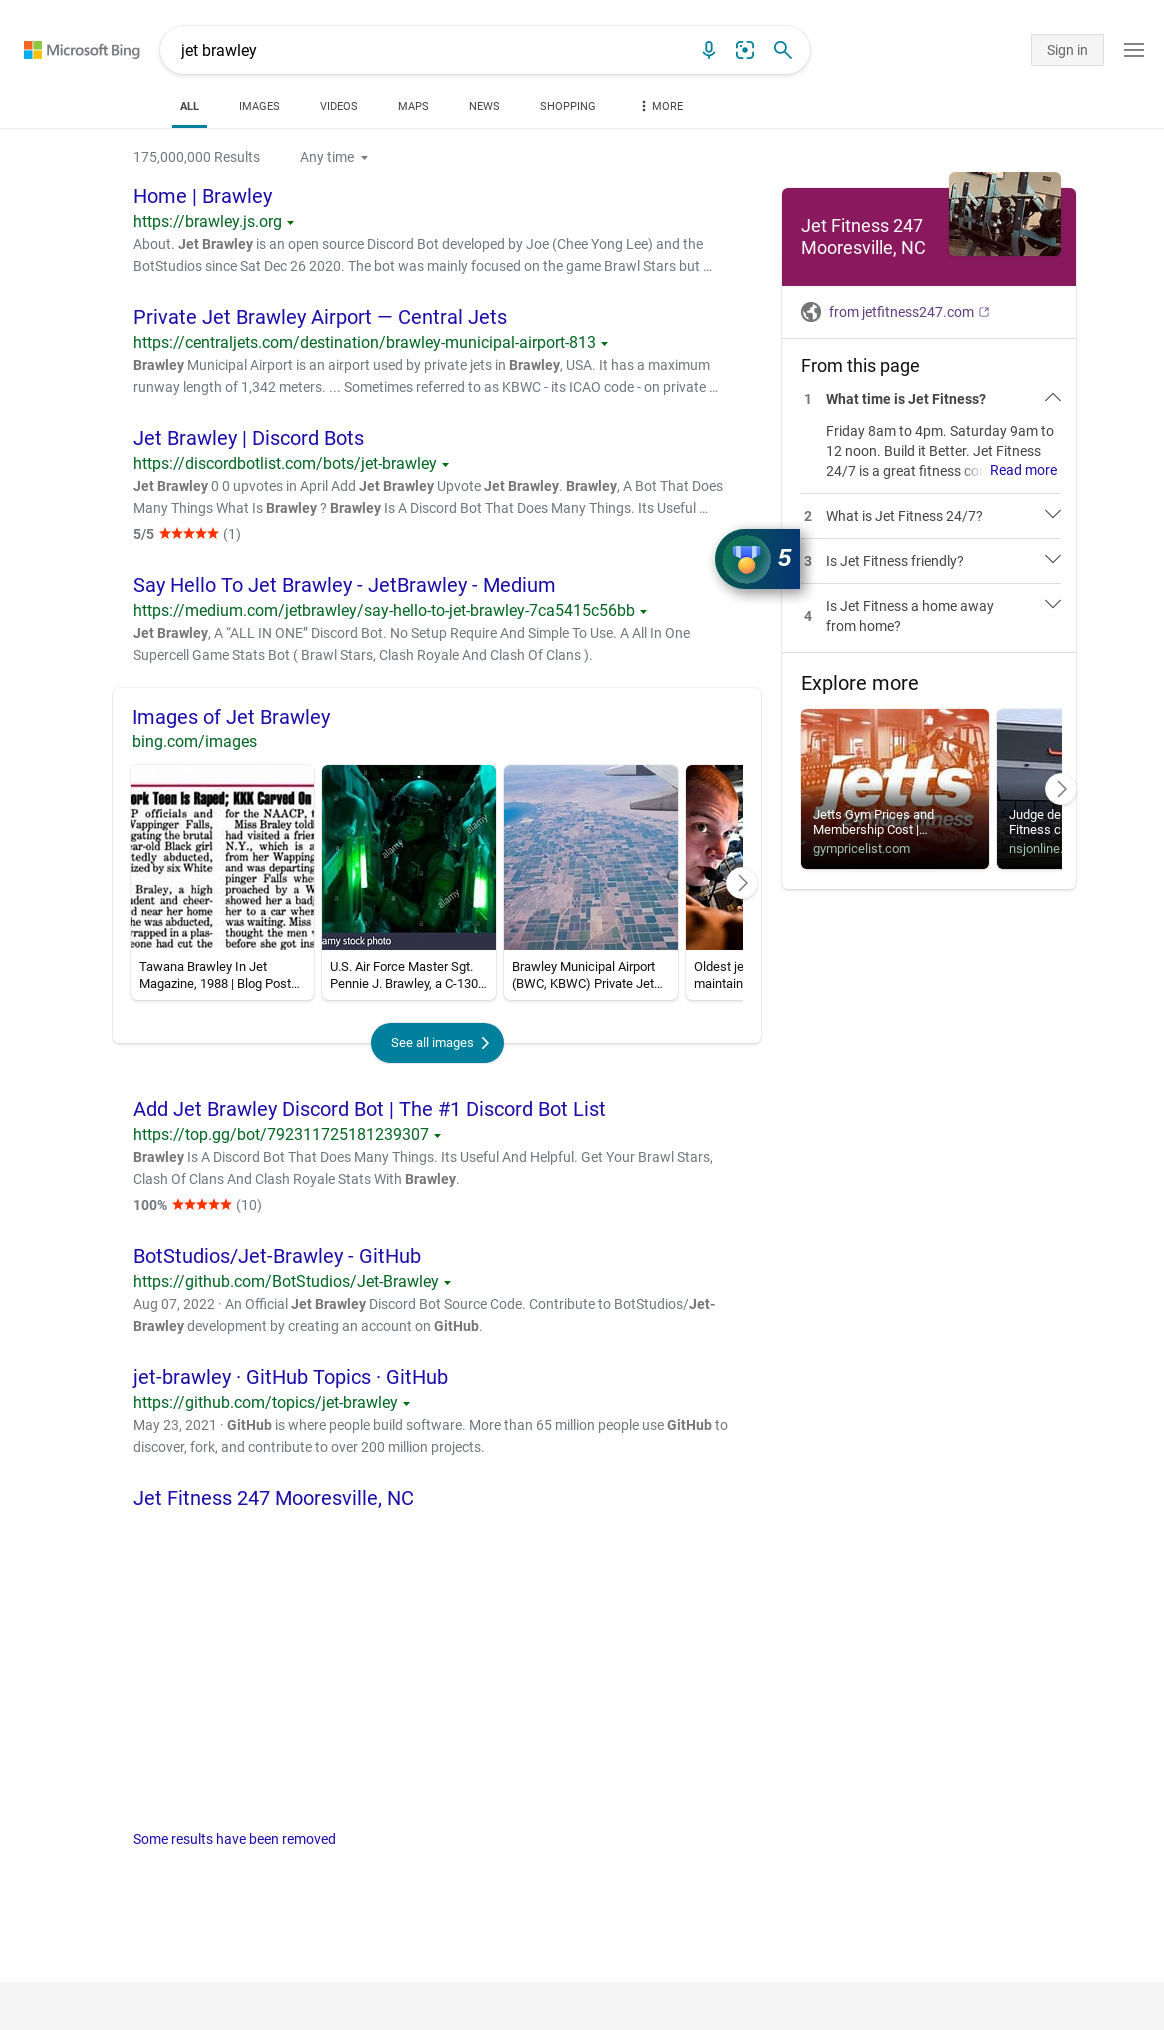 Microsoft Bing
jet brawley
Sign in
ALL
IMAGES
VIDEOS
MAPS
NEWS
SHOPPING
MORE
175,000,000 Results
Any time
Home | Brawley
https://brawley.js.org
About. Jet Brawley is an open source Discord Bot developed by Joe (Chee Yong Lee) and the
BotStudios since Sat Dec 26 2020. The bot was mainly focused on the game Brawl Stars but …
Private Jet Brawley Airport — Central Jets
https://centraljets.com/destination/brawley-municipal-airport-813
Brawley Municipal Airport is an airport used by private jets in Brawley, USA. It has a maximum
runway length of 1,342 meters. ... Sometimes referred to as KBWC - its ICAO code - on private …
Jet Brawley | Discord Bots
https://discordbotlist.com/bots/jet-brawley
Jet Brawley 0 0 upvotes in April Add Jet Brawley Upvote Jet Brawley. Brawley, A Bot That Does
Many Things What Is Brawley ? Brawley Is A Discord Bot That Does Many Things. Its Useful …
5/5 ★★★★★ (1)
Say Hello To Jet Brawley - JetBrawley - Medium
https://medium.com/jetbrawley/say-hello-to-jet-brawley-7ca5415c56bb
Jet Brawley, A “ALL IN ONE” Discord Bot. No Setup Require And Simple To Use. A All In One
Supercell Game Stats Bot ( Brawl Stars, Clash Royale And Clash Of Clans ).
Images of Jet Brawley
bing.com/images
ork Teen Is Raped; KKK Carved On
P officials and
Wappinger Falls,
gating the brutal
ear-old Black girl
tedly abducted,
ized by six White
Braley, a high
dent and cheer-
d near her home
he was abducted,
wrapped in a plas-
eone had cut the
for the NAACP, t
Miss Braley told
had visited a frien
N.Y., which is a
from her Wapping
and was departing
pinger Falls when
proached by a W
showed her a badg
her to a car wher
was waiting. Miss
thought the men w
before she got ins
Tawana Brawley In Jet
Magazine, 1988 | Blog Post…
a
a
alamy
a
alamy
a
a
a
alamy
amy stock photo
U.S. Air Force Master Sgt.
Pennie J. Brawley, a C-130…
Brawley Municipal Airport
(BWC, KBWC) Private Jet…
Oldest je
maintain
See all images
Add Jet Brawley Discord Bot | The #1 Discord Bot List
https://top.gg/bot/792311725181239307
Brawley Is A Discord Bot That Does Many Things. Its Useful And Helpful. Get Your Brawl Stars,
Clash Of Clans And Clash Royale Stats With Brawley.
100% ★★★★★ (10)
BotStudios/Jet-Brawley - GitHub
https://github.com/BotStudios/Jet-Brawley
Aug 07, 2022 · An Official Jet Brawley Discord Bot Source Code. Contribute to BotStudios/Jet-
Brawley development by creating an account on GitHub.
jet-brawley · GitHub Topics · GitHub
https://github.com/topics/jet-brawley
May 23, 2021 · GitHub is where people build software. More than 65 million people use GitHub to
discover, fork, and contribute to over 200 million projects.
Jet Fitness 247 Mooresville, NC
Some results have been removed
Jet Fitness 247
Mooresville, NC
from jetfitness247.com
From this page
1 What time is Jet Fitness?
Friday 8am to 4pm. Saturday 9am to
12 noon. Build it Better. Jet Fitness
24/7 is a great fitness co Read more
2 What is Jet Fitness 24/7?
5
3 Is Jet Fitness friendly?
4 Is Jet Fitness a home away
from home?
Explore more
jetts
24 hour fitness
Jetts Gym Prices and
Membership Cost |…
gympricelist.com
Judge de
Fitness c
nsjonline.